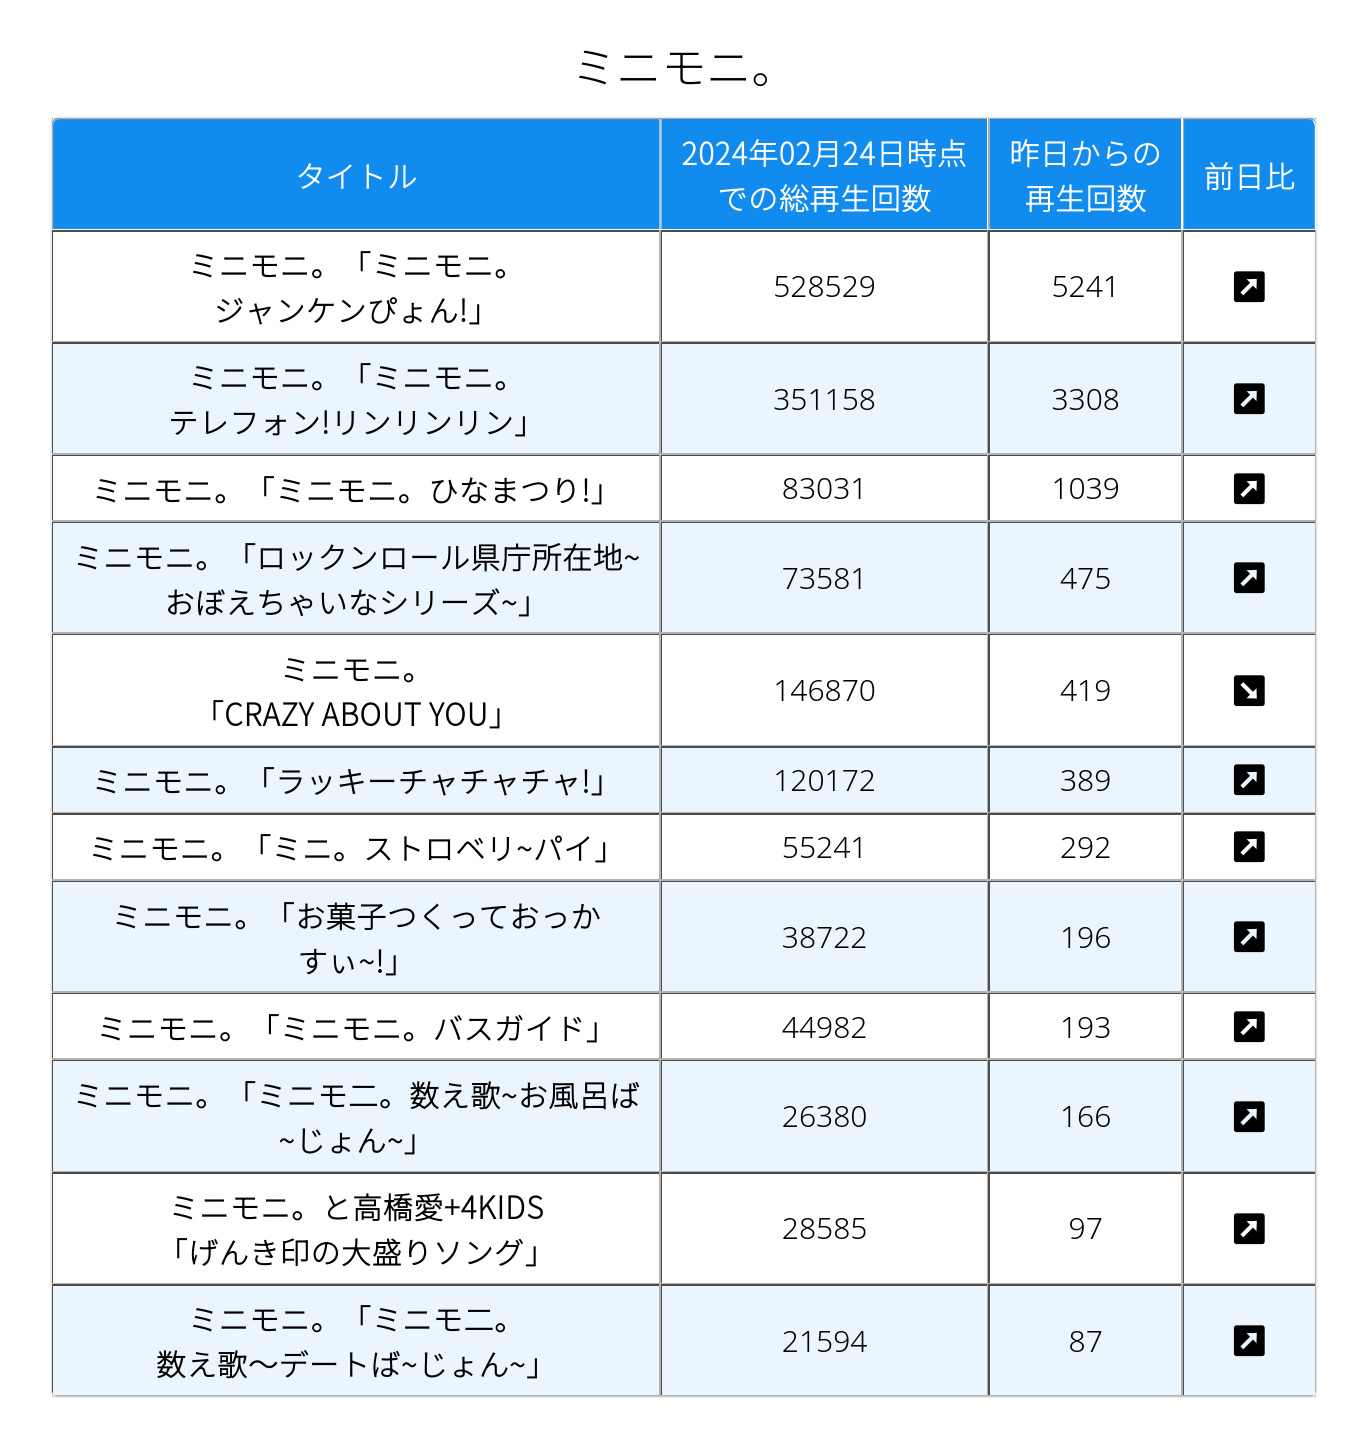 ミニモニ。
タイトル
2024年02月24日時点
での総再生回数
昨日からの
再生回数
前日比
ミニモニ。「ミニモニ。
ジャンケンぴょん!」
528529
5241
ミニモニ。「ミニモニ。
テレフォン!リンリンリン」
351158
3308
ミニモニ。「ミニモニ。ひなまつり!」
83031
1039
ミニモニ。「ロックンロール県庁所在地~
おぼえちゃいなシリーズ~」
73581
475
ミニモニ。
「CRAZY ABOUT YOU」
146870
419
ミニモニ。「ラッキーチャチャチャ!」
120172
389
ミニモニ。「ミニ。ストロベリ~パイ」
55241
292
ミニモニ。「お菓子つくっておっか
すぃ~!」
38722
196
ミニモニ。「ミニモニ。バスガイド」
44982
193
ミニモニ。「ミニモ二。数え歌~お風呂ば
~じょん~」
26380
166
ミニモニ。と高橋愛+4KIDS
「げんき印の大盛りソング」
28585
97
ミニモニ。「ミニモ二。
数え歌～デートば~じょん~」
21594
87